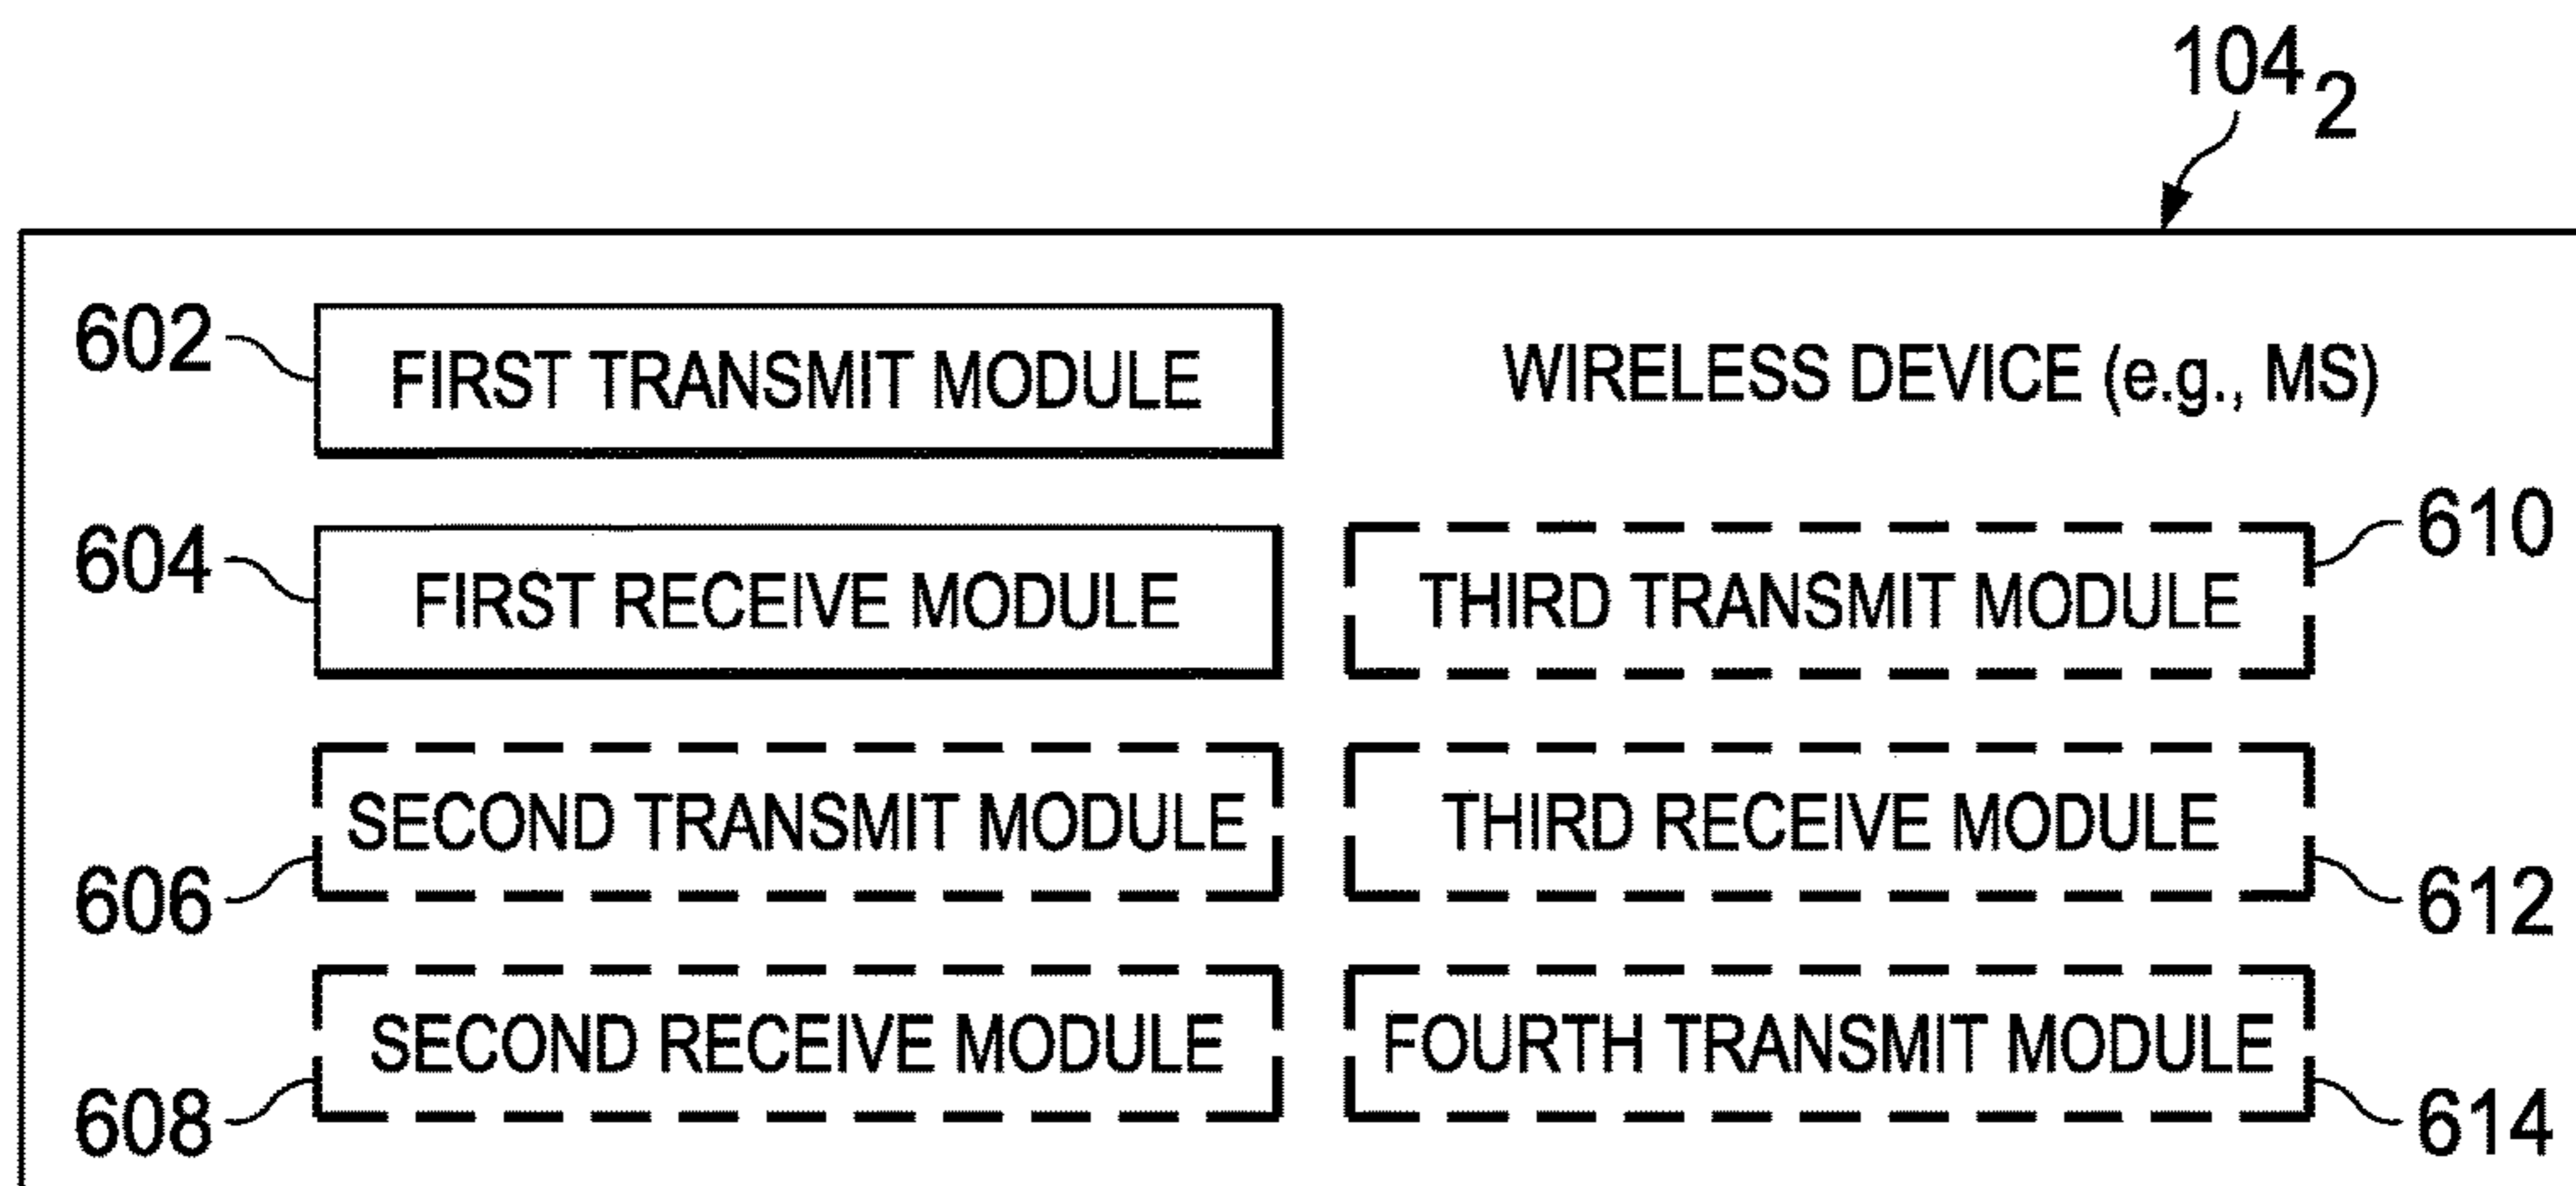 104₂
602
FIRST TRANSMIT MODULE
WIRELESS DEVICE (e.g., MS)
604
FIRST RECEIVE MODULE
610
THIRD TRANSMIT MODULE
606
SECOND TRANSMIT MODULE
THIRD RECEIVE MODULE
612
608
SECOND RECEIVE MODULE
FOURTH TRANSMIT MODULE
614